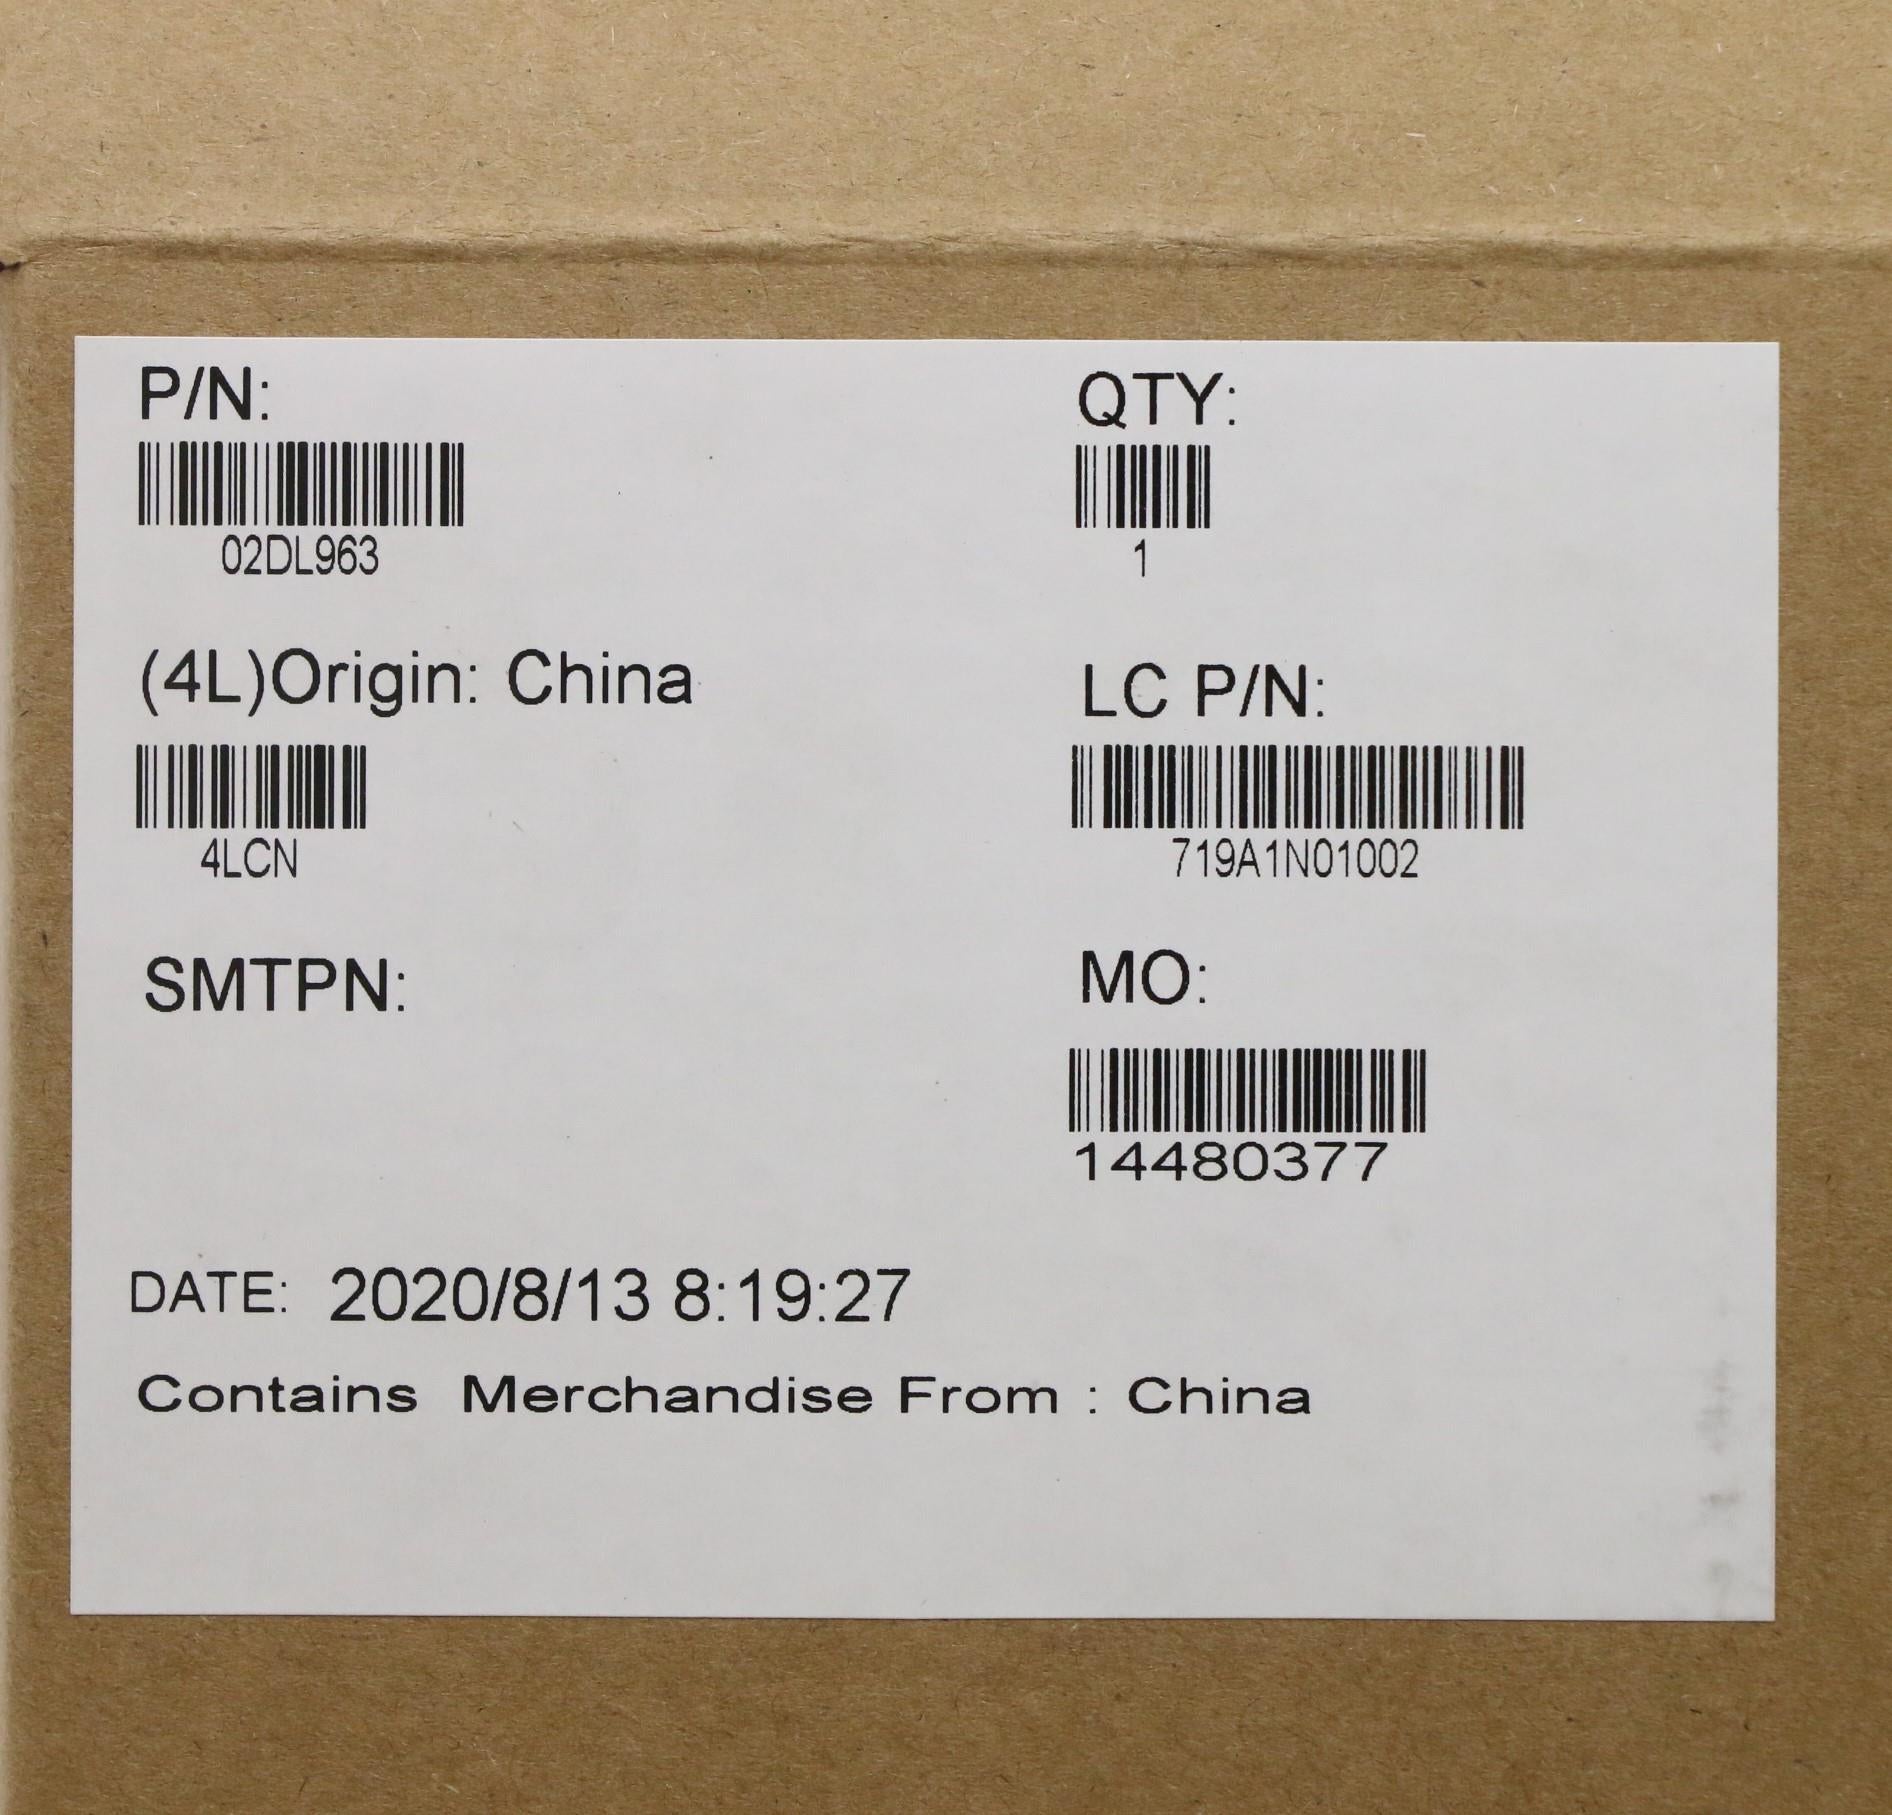 P/N:
QTY:
02DL963
1
(4L)Origin: China
LC P/N:
4LCN
719A1N01002
SMTPN:
MO:
14480377
DATE: 2020/8/13 8:19:27
Contains Merchandise From : China